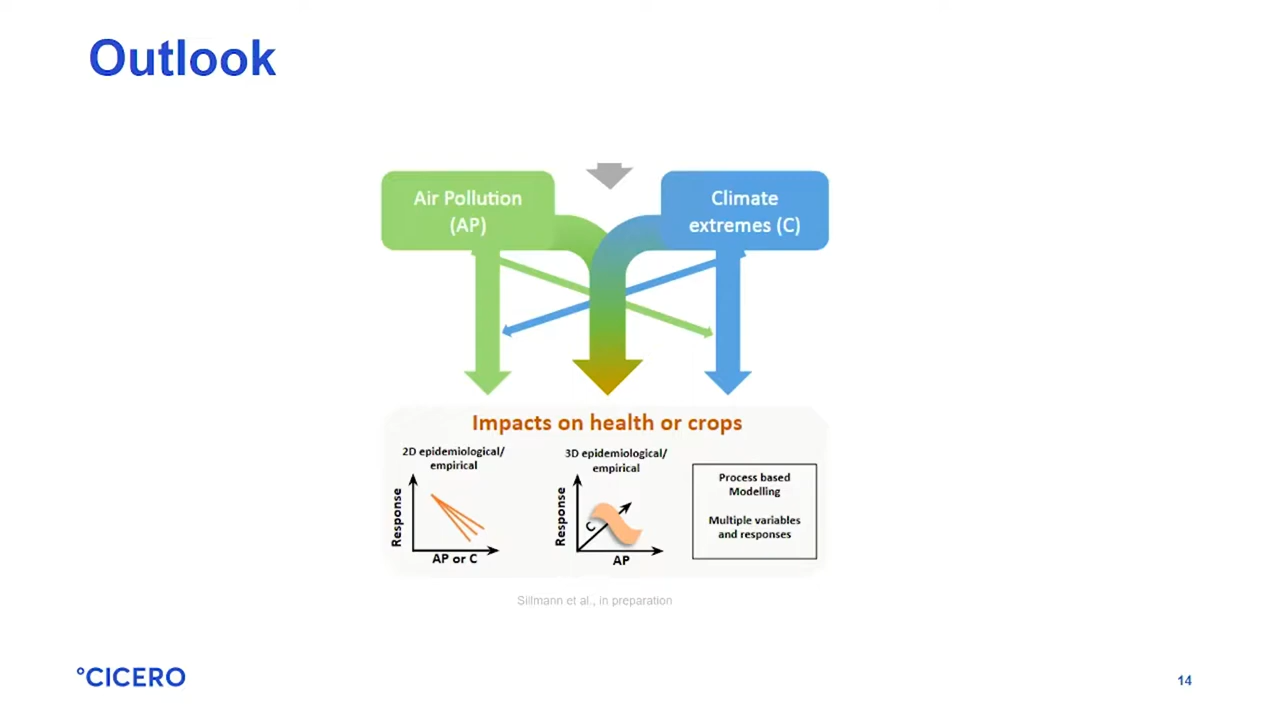 Outlook
Air Pollution
(AP)
Climate
extremes (C)
Impacts on health or crops
2D epidemiological/
empirical
Response
AP or C
3D epidemiological/
empirical
Response
C
AP
Process based
Modelling
Multiple variables
and responses
Sillmann et al., in preparation
°CICERO
14